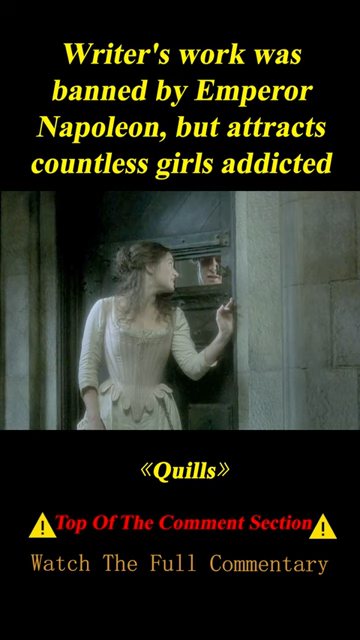 Writer's work was
banned by Emperor
Napoleon, but attracts
countless girls addicted
《Quills》
Top Of The Comment Section
Watch The Full Commentary